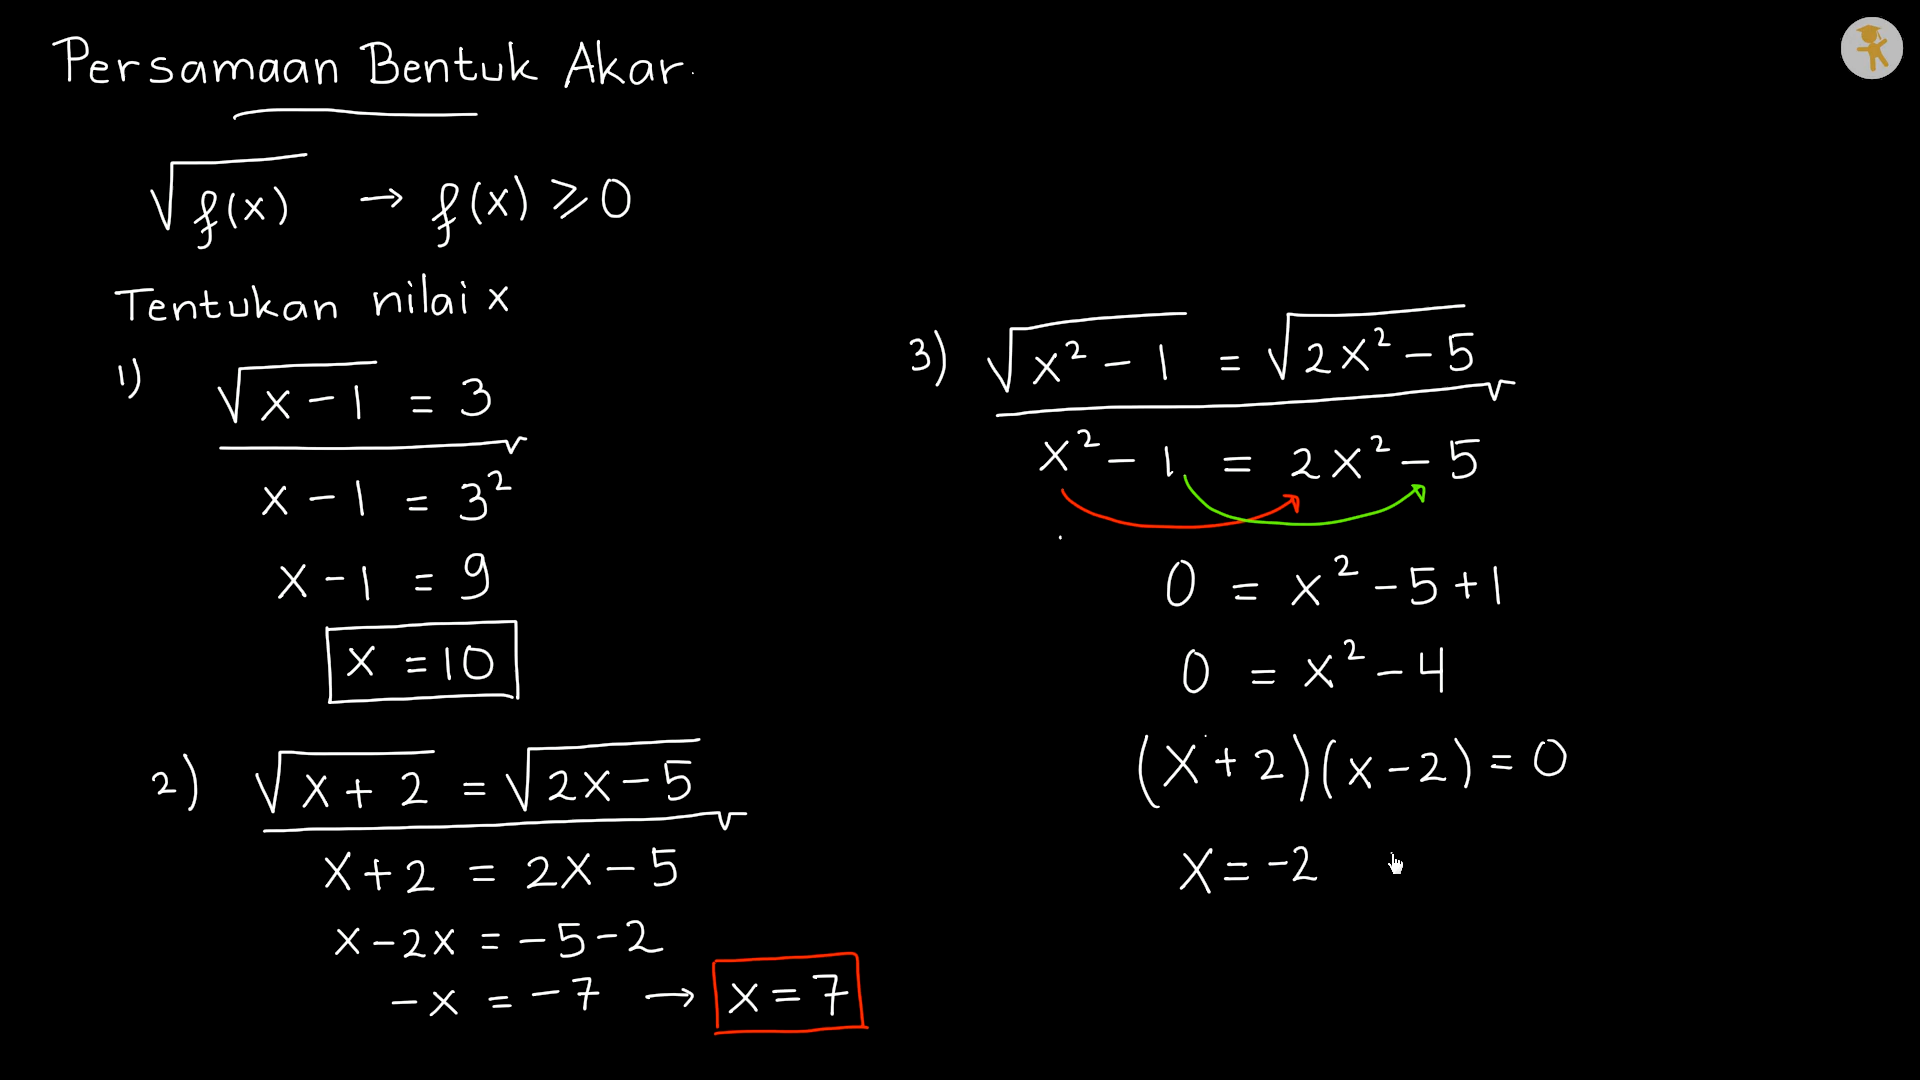 Persamaan Bentuk Akar
√f(x) → f(x) ≥ 0
Tentukan nilai x
1) √x - 1 = 3
x - 1 = 3²
x - 1 = 9
x = 10
2) √x + 2 = √2x - 5
x + 2 = 2x - 5
x - 2x = -5 - 2
-x = -7 → x = 7
3) √x² - 1 = √2x² - 5
x² - 1 = 2x² - 5
0 = x² - 5 + 1
0 = x² - 4
(x + 2)(x - 2) = 0
x = -2